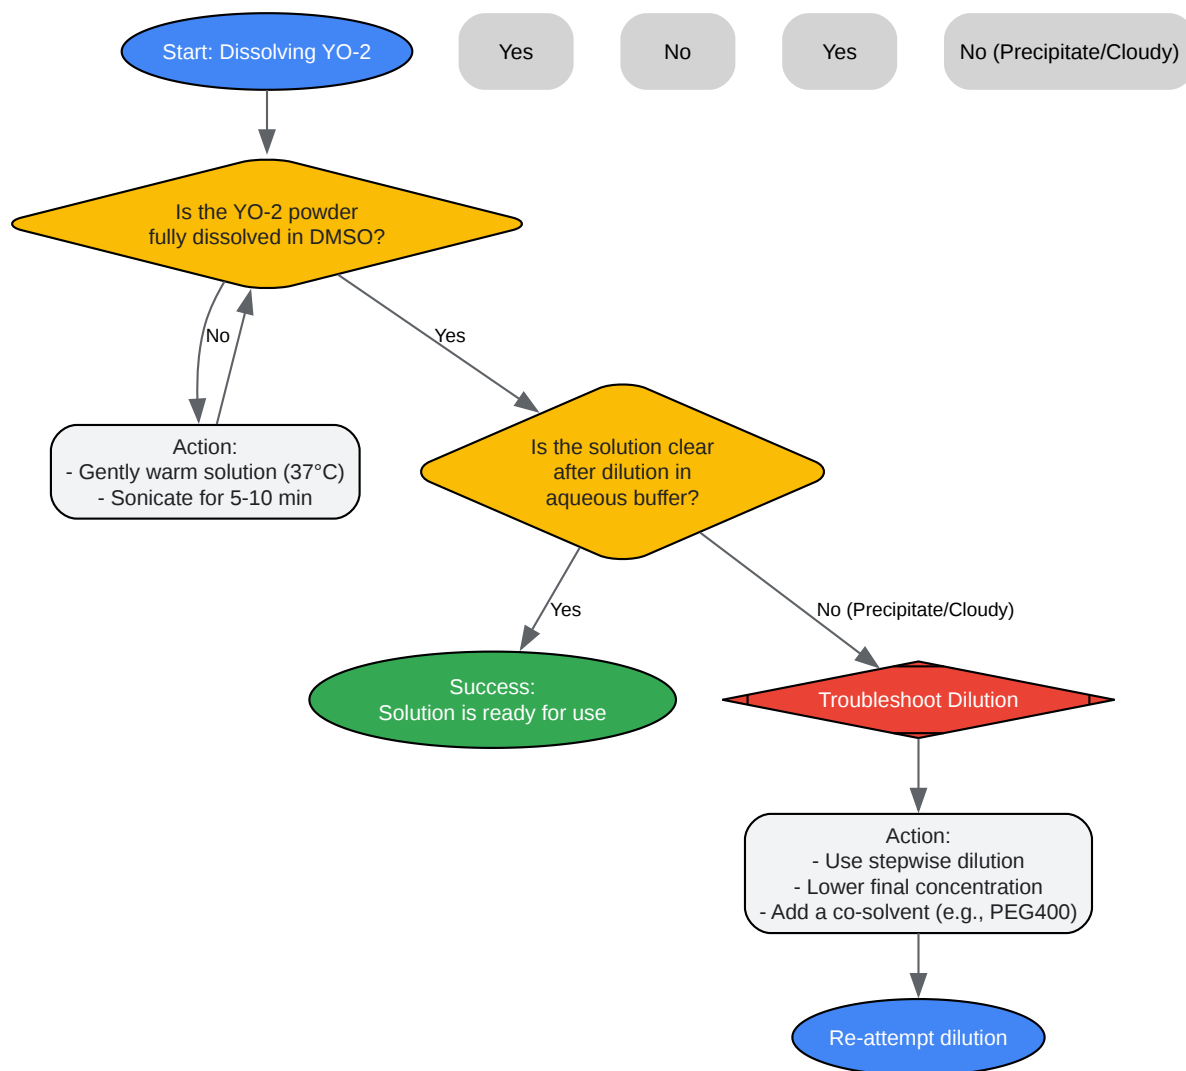 Start: Dissolving YO-2
Yes
No
Yes
No (Precipitate/Cloudy)
Is the YO-2 powder
fully dissolved in DMSO?
No
Yes
Action:
- Gently warm solution (37°C)
- Sonicate for 5-10 min
Is the solution clear
after dilution in
aqueous buffer?
Yes
No (Precipitate/Cloudy)
Success:
Solution is ready for use
Troubleshoot Dilution
Action:
- Use stepwise dilution
- Lower final concentration
- Add a co-solvent (e.g., PEG400)
Re-attempt dilution